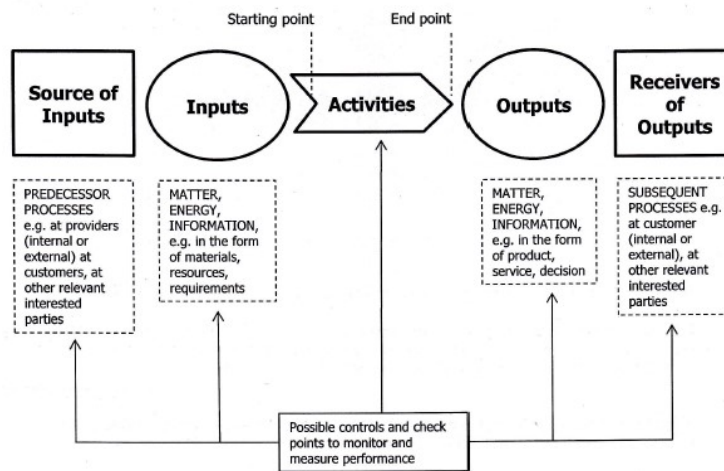 Starting point
End point
Source of
Inputs
Inputs
Activities
Outputs
Receivers
of
Outputs
PREDECESSOR
PROCESSES
e.g. at providers
(internal or
external) at
customers, at
other relevant
interested
parties
MATTER,
ENERGY,
INFORMATION,
e.g. in the form
of materials,
resources,
requirements
MATTER,
ENERGY,
INFORMATION,
e.g. in the form
of product,
service, decision
SUBSEQUENT
PROCESSES e.g.
at customer
(internal or
external), at
other relevant
interested
parties
Possible controls and check
points to monitor and
measure performance